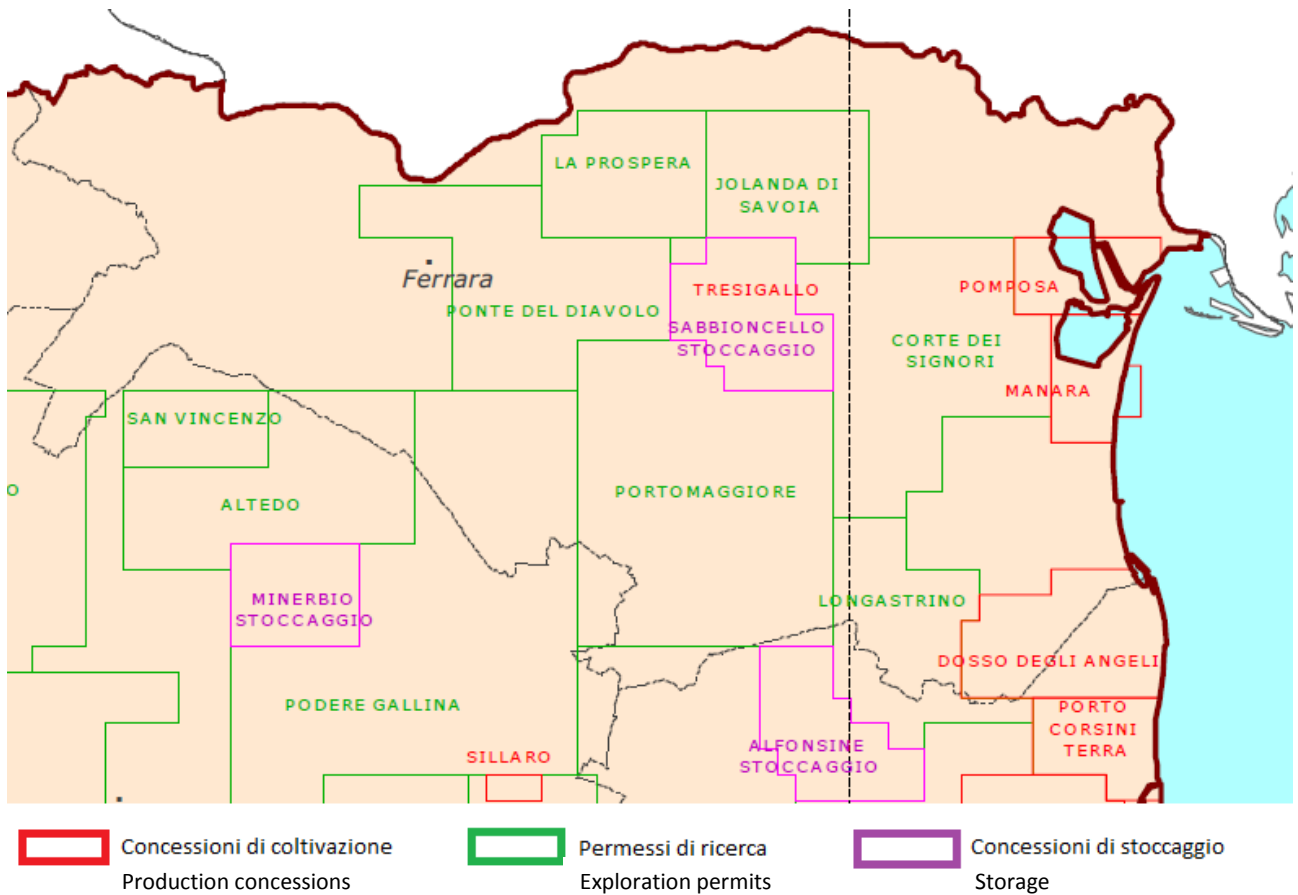 LA PROSPERA
JOLANDA DI
SAVOIA
Ferrara
PONTE DEL DIAVOLO
TRESIGALLO
SABBIONCELLO
STOCCAGGIO
POMPOSA
CORTE DEI
SIGNORI
MANARA
SAN VINCENZO
O
ALTEDO
PORTOMAGGIORE
MINERBIO
STOCCAGGIO
LONGASTRINO
DOSSO DEGLI ANGELI
PODERE GALLINA
PORTO
CORSINI
TERRA
SILLARO
ALFONSINE
STOCCAGGIO
Concessioni di coltivazione
Production concessions
Permessi di ricerca
Exploration permits
Concessioni di stoccaggio
Storage